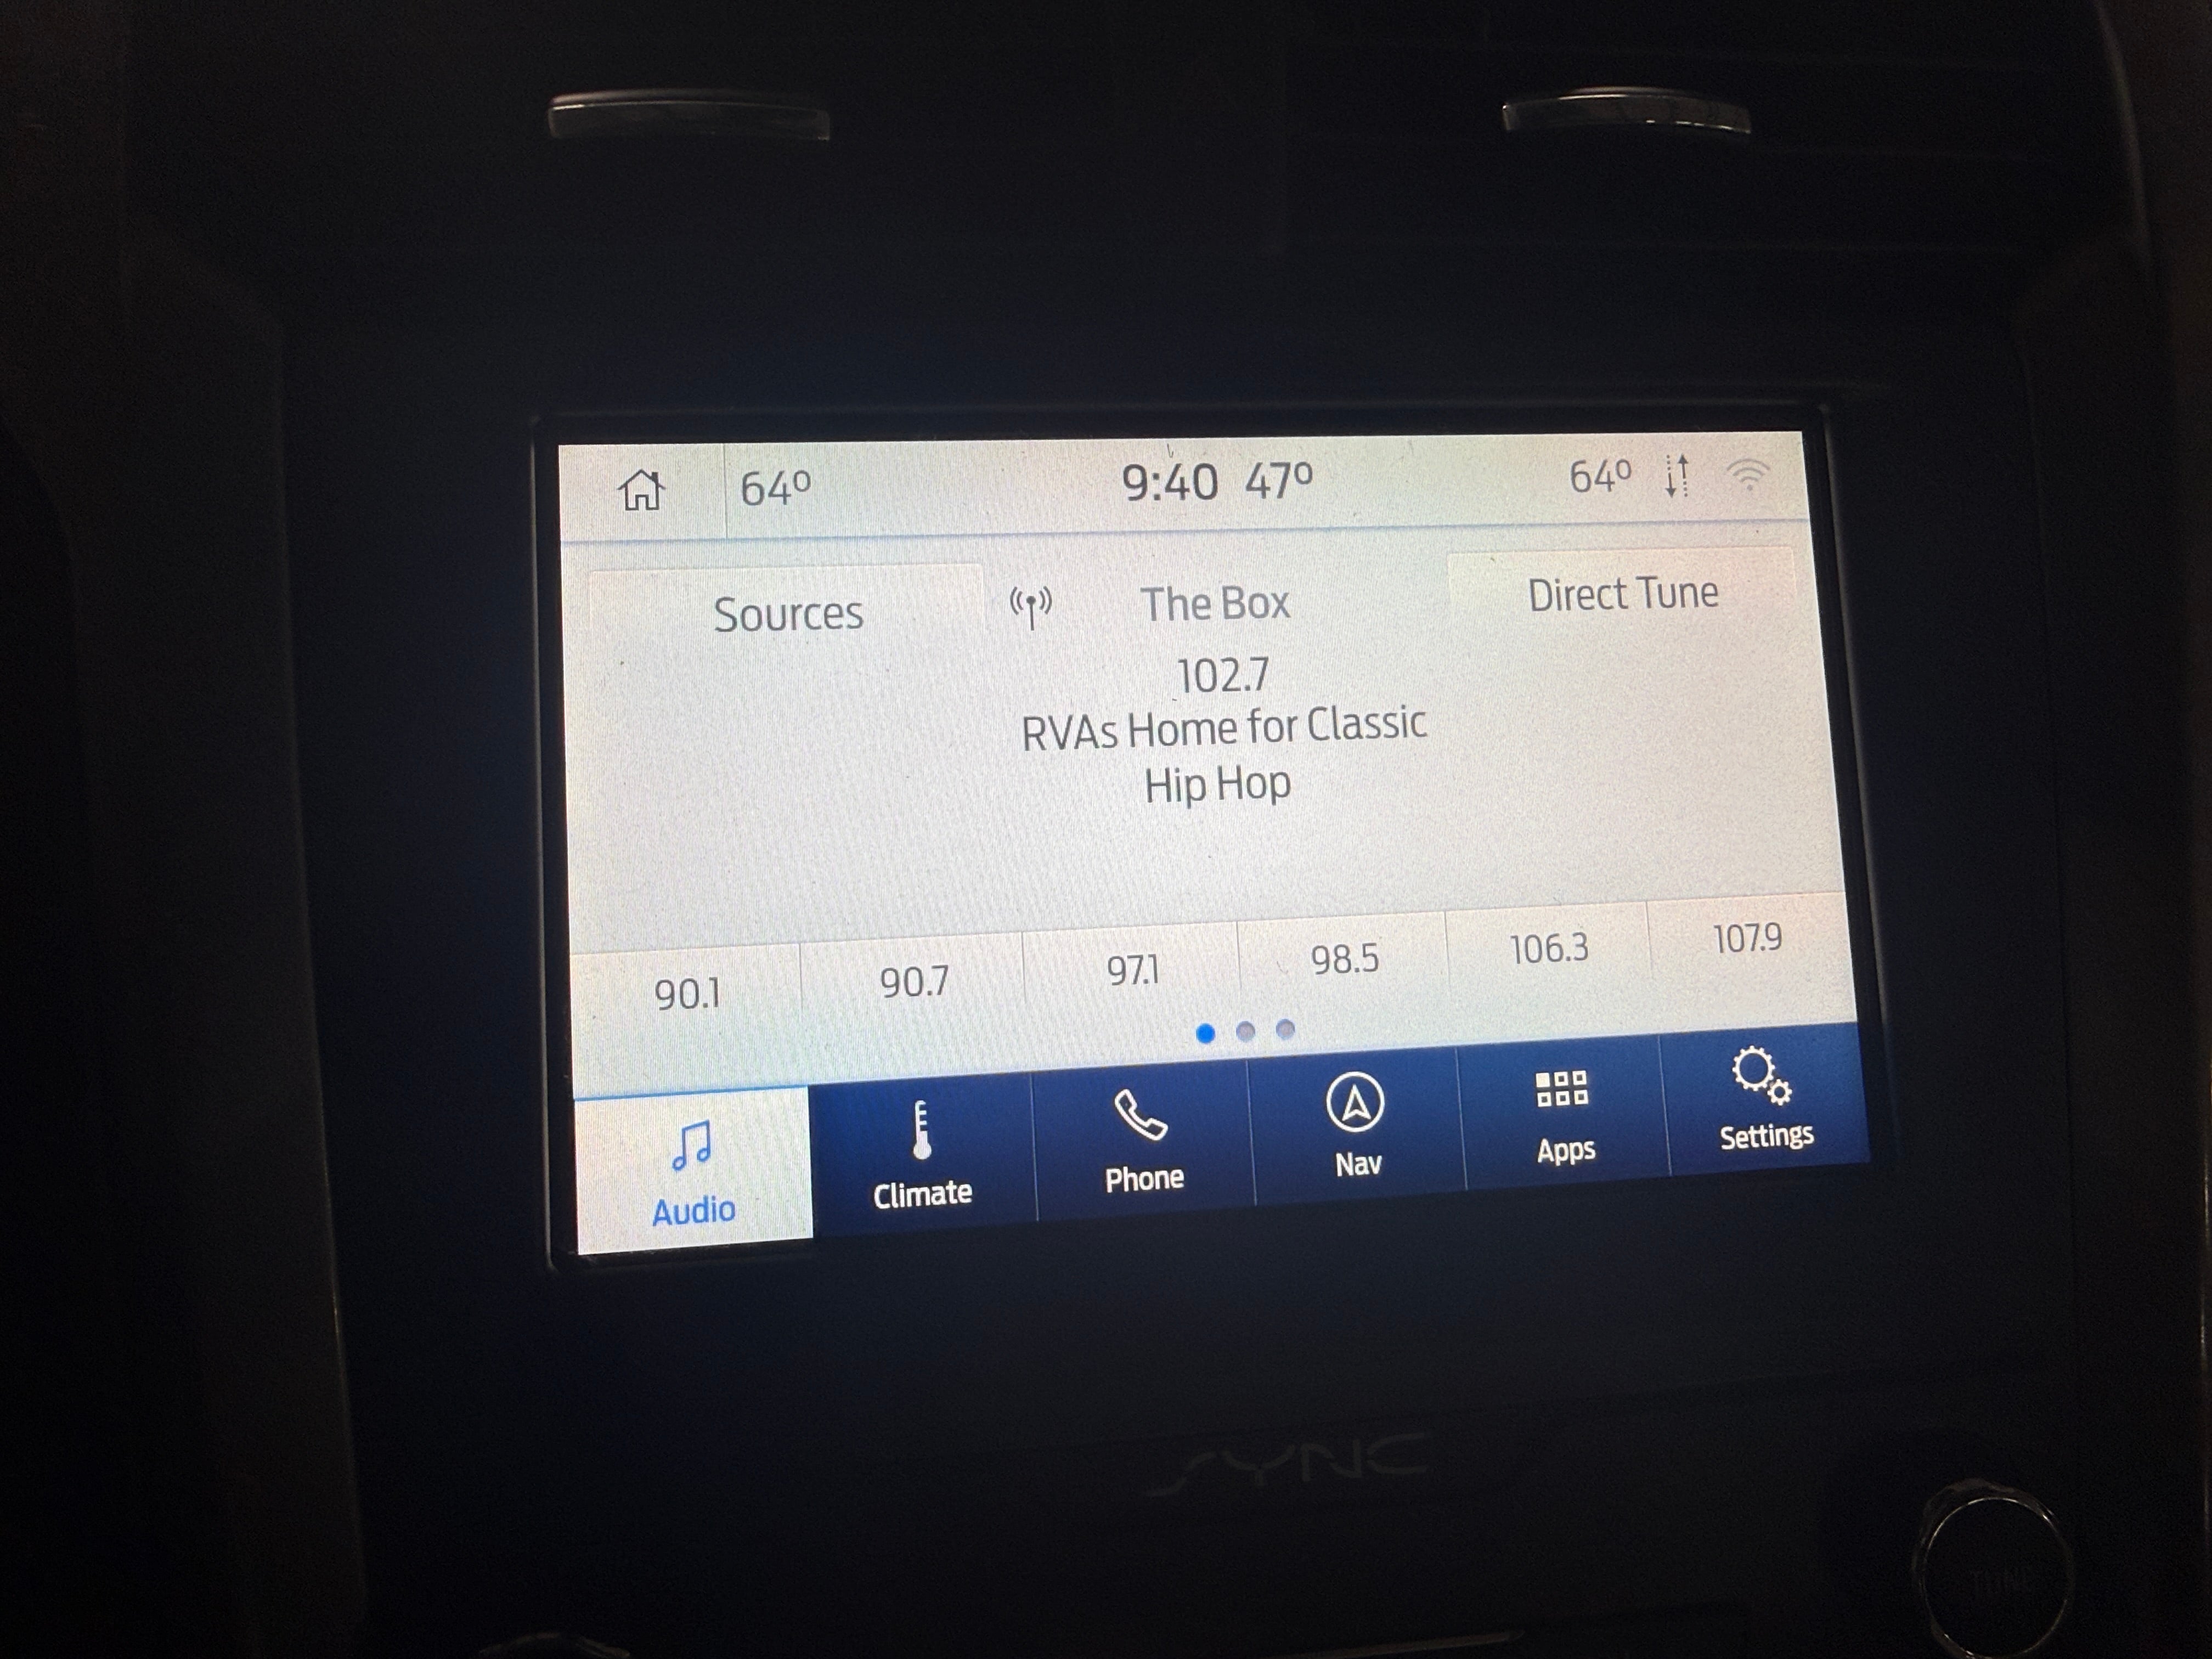 64°
9:40 47°
64°
Sources
The Box
Direct Tune
102.7
RVAs Home for Classic
Hip Hop
90.1
90.7
97.1
98.5
106.3
107.9
Audio
Climate
Phone
Nav
Apps
Settings
SYNC
TUNE